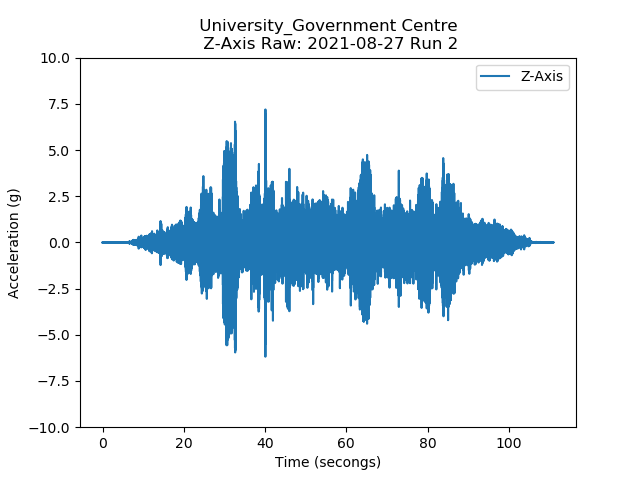 University_Government Centre
Z-Axis Raw: 2021-08-27 Run 2
10.0
7.5
5.0
2.5
0.0
−2.5
−5.0
−7.5
−10.0
Acceleration (g)
Z-Axis
0 20 40 60 80 100
Time (secongs)